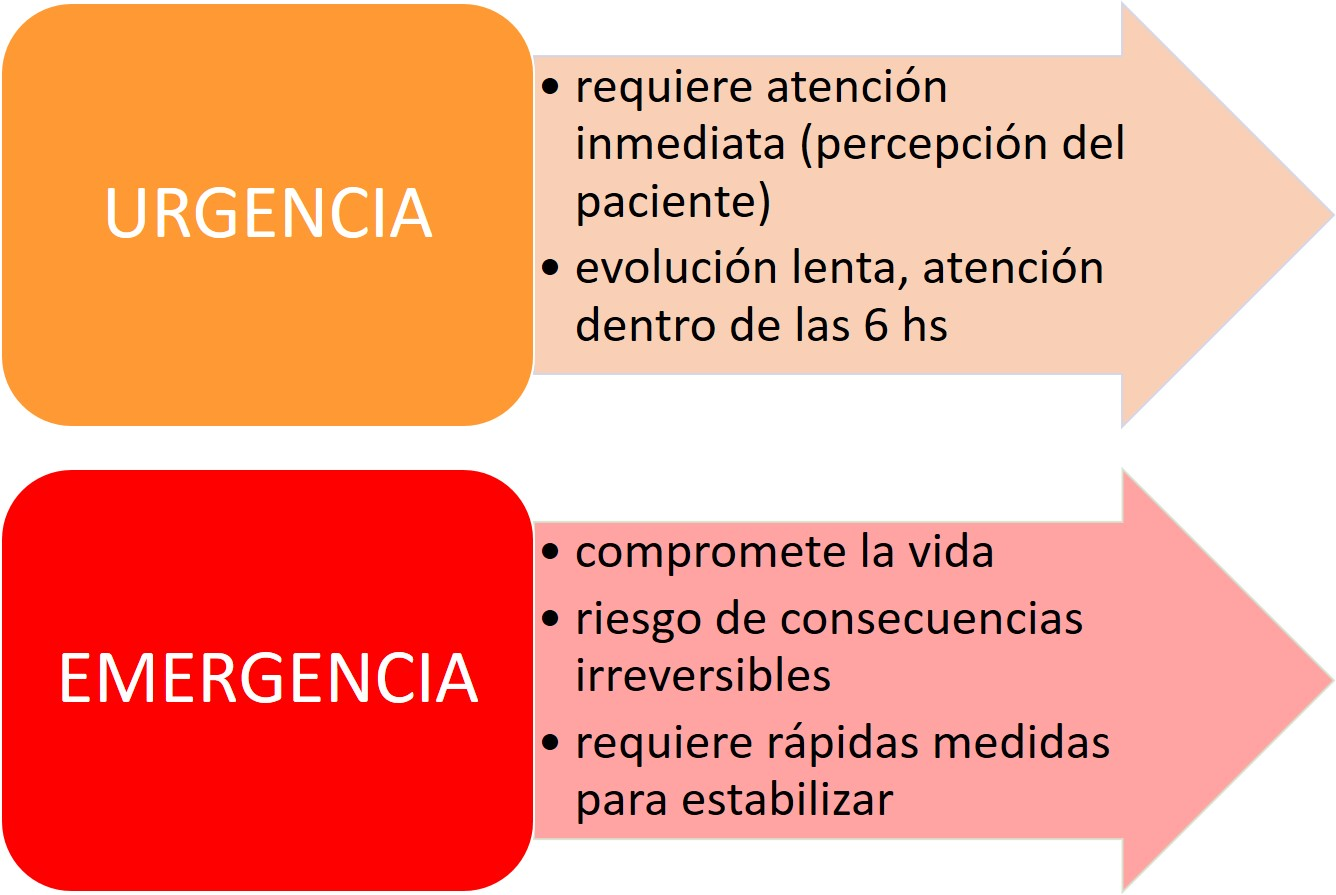 URGENCIA
• requiere atención
inmediata (percepción del
paciente)
• evolución lenta, atención
dentro de las 6 hs
EMERGENCIA
• compromete la vida
• riesgo de consecuencias
irreversibles
• requiere rápidas medidas
para estabilizar